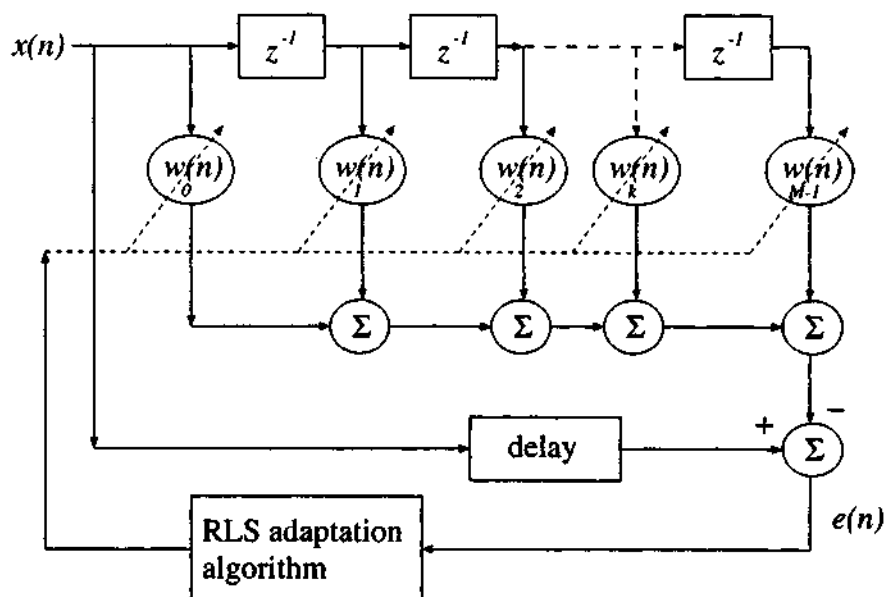 x(n)
z^-1
z^-1
z^-1
w(n)
0
w(n)
1
w(n)
2
w(n)
k
w(n)
M-1
Σ
Σ
Σ
Σ
+
−
delay
Σ
e(n)
RLS adaptation
algorithm